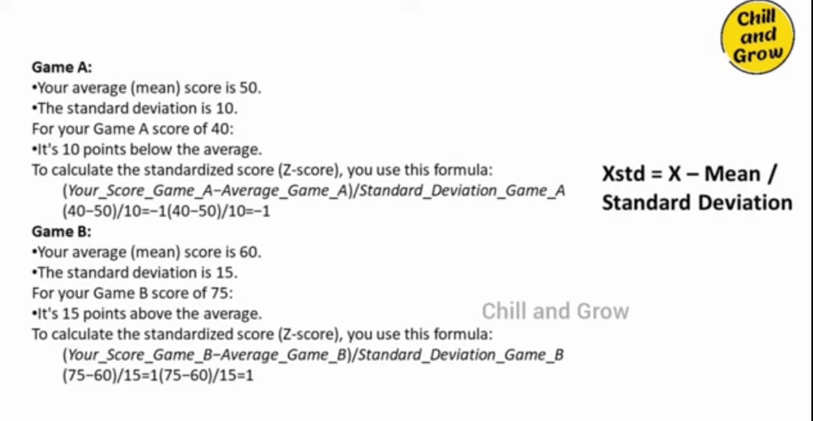 Chill
and
Grow
Game A:
•Your average (mean) score is 50.
•The standard deviation is 10.
For your Game A score of 40:
•It's 10 points below the average.
To calculate the standardized score (Z-score), you use this formula:
(Your_Score_Game_A−Average_Game_A)/Standard_Deviation_Game_A
(40−50)/10=−1(40−50)/10=−1
Game B:
•Your average (mean) score is 60.
•The standard deviation is 15.
For your Game B score of 75:
•It's 15 points above the average.
To calculate the standardized score (Z-score), you use this formula:
(Your_Score_Game_B−Average_Game_B)/Standard_Deviation_Game_B
(75−60)/15=1(75−60)/15=1
Xstd = X – Mean /
Standard Deviation
Chill and Grow